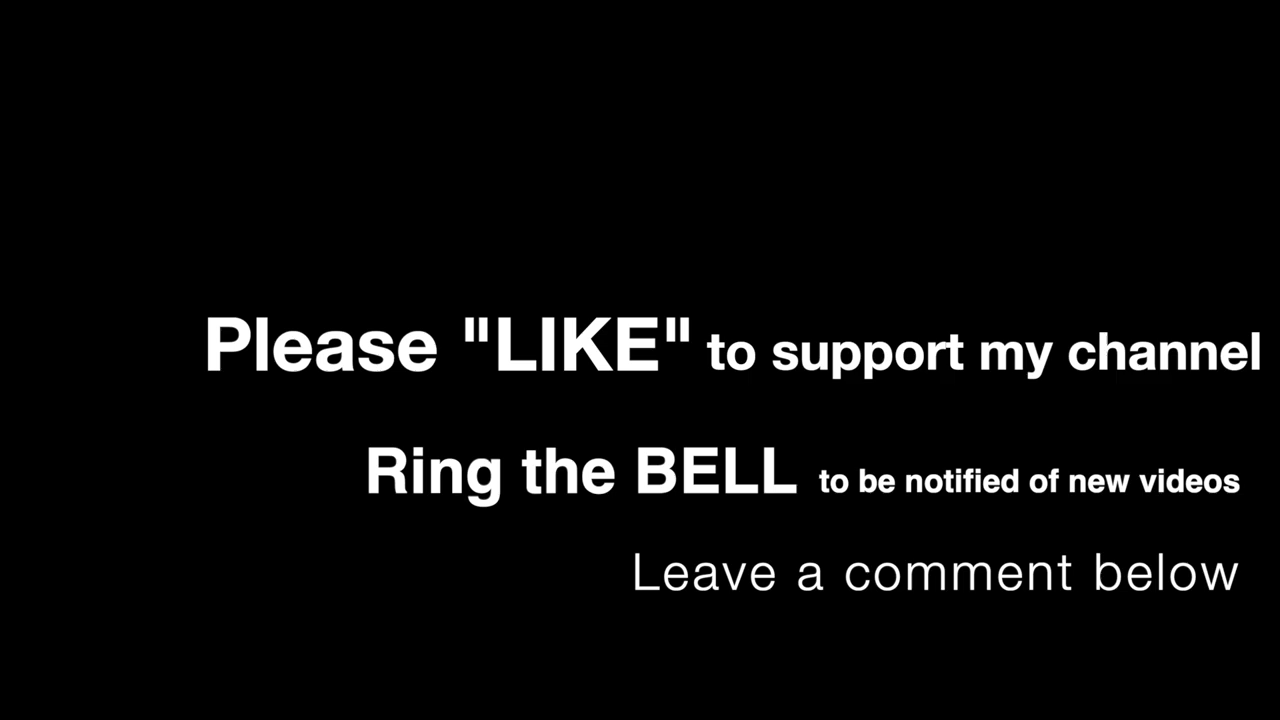 Please "LIKE" to support my channel
Ring the BELL to be notified of new videos
Leave a comment below